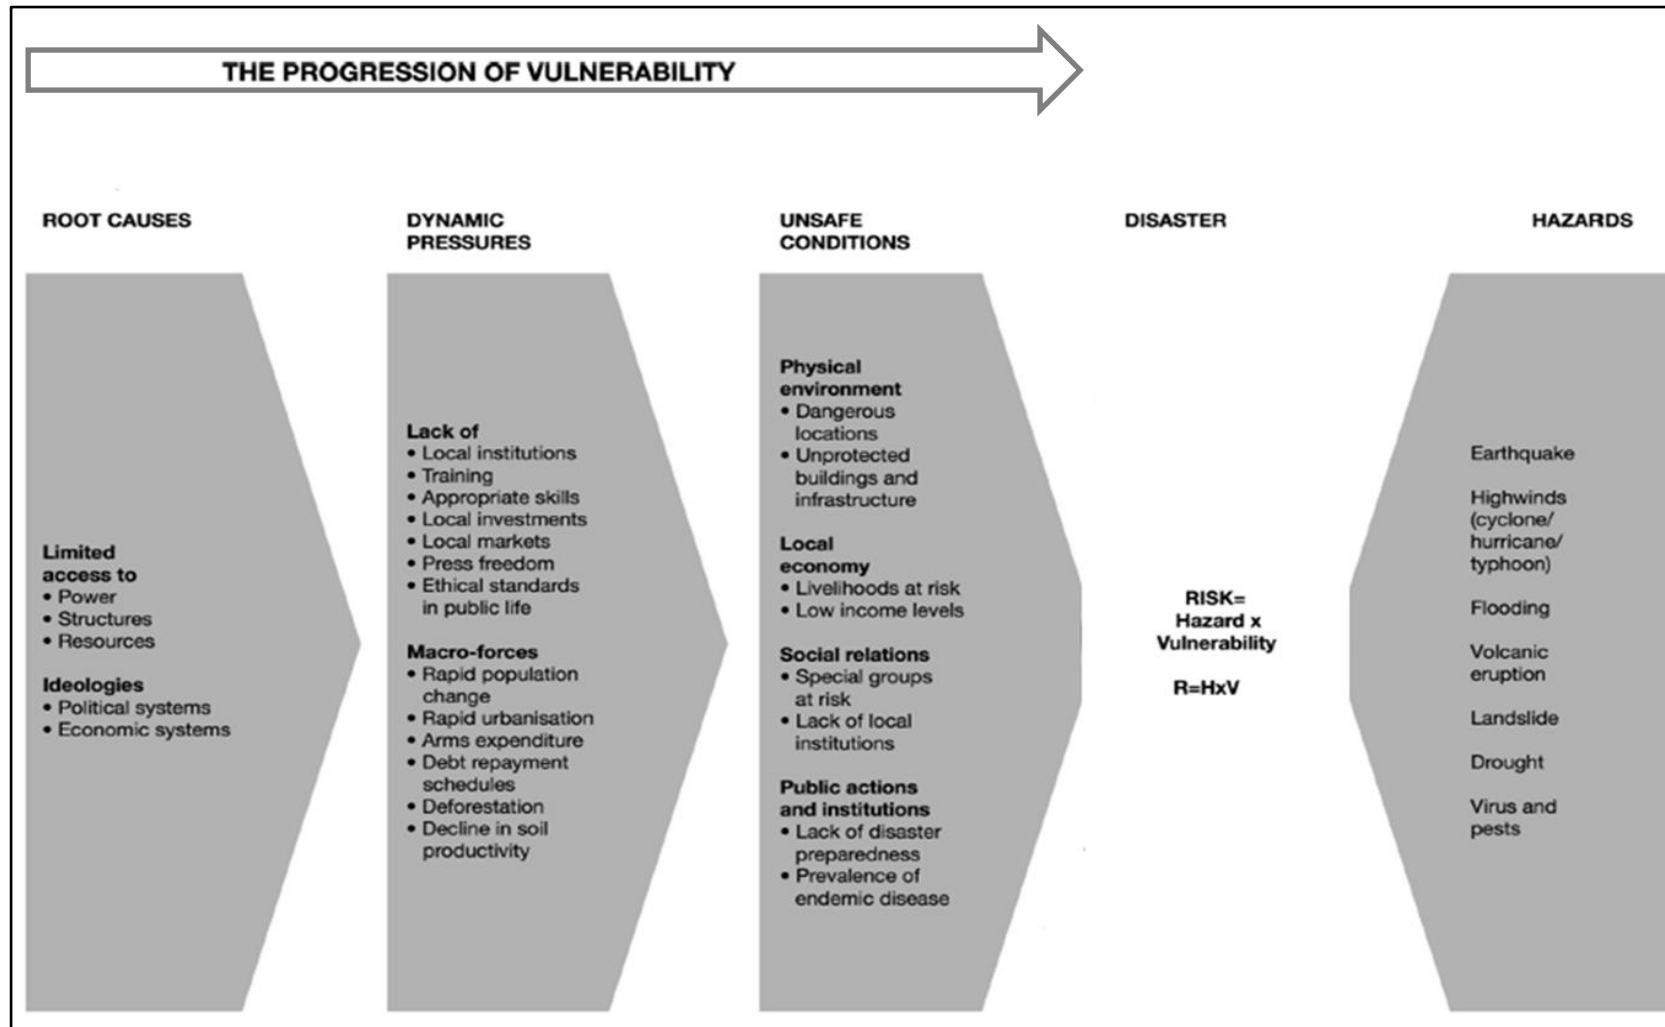 THE PROGRESSION OF VULNERABILITY
ROOT CAUSES
Limited
access to
• Power
• Structures
• Resources
Ideologies
• Political systems
• Economic systems
DYNAMIC
PRESSURES
Lack of
• Local institutions
• Training
• Appropriate skills
• Local investments
• Local markets
• Press freedom
• Ethical standards
in public life
Macro-forces
• Rapid population
change
• Rapid urbanisation
• Arms expenditure
• Debt repayment
schedules
• Deforestation
• Decline in soil
productivity
UNSAFE
CONDITIONS
Physical
environment
• Dangerous
locations
• Unprotected
buildings and
infrastructure
Local
economy
• Livelihoods at risk
• Low income levels
Social relations
• Special groups
at risk
• Lack of local
institutions
Public actions
and institutions
• Lack of disaster
preparedness
• Prevalence of
endemic disease
DISASTER
RISK=
Hazard x
Vulnerability
R=HxV
HAZARDS
Earthquake
Highwinds
(cyclone/
hurricane/
typhoon)
Flooding
Volcanic
eruption
Landslide
Drought
Virus and
pests